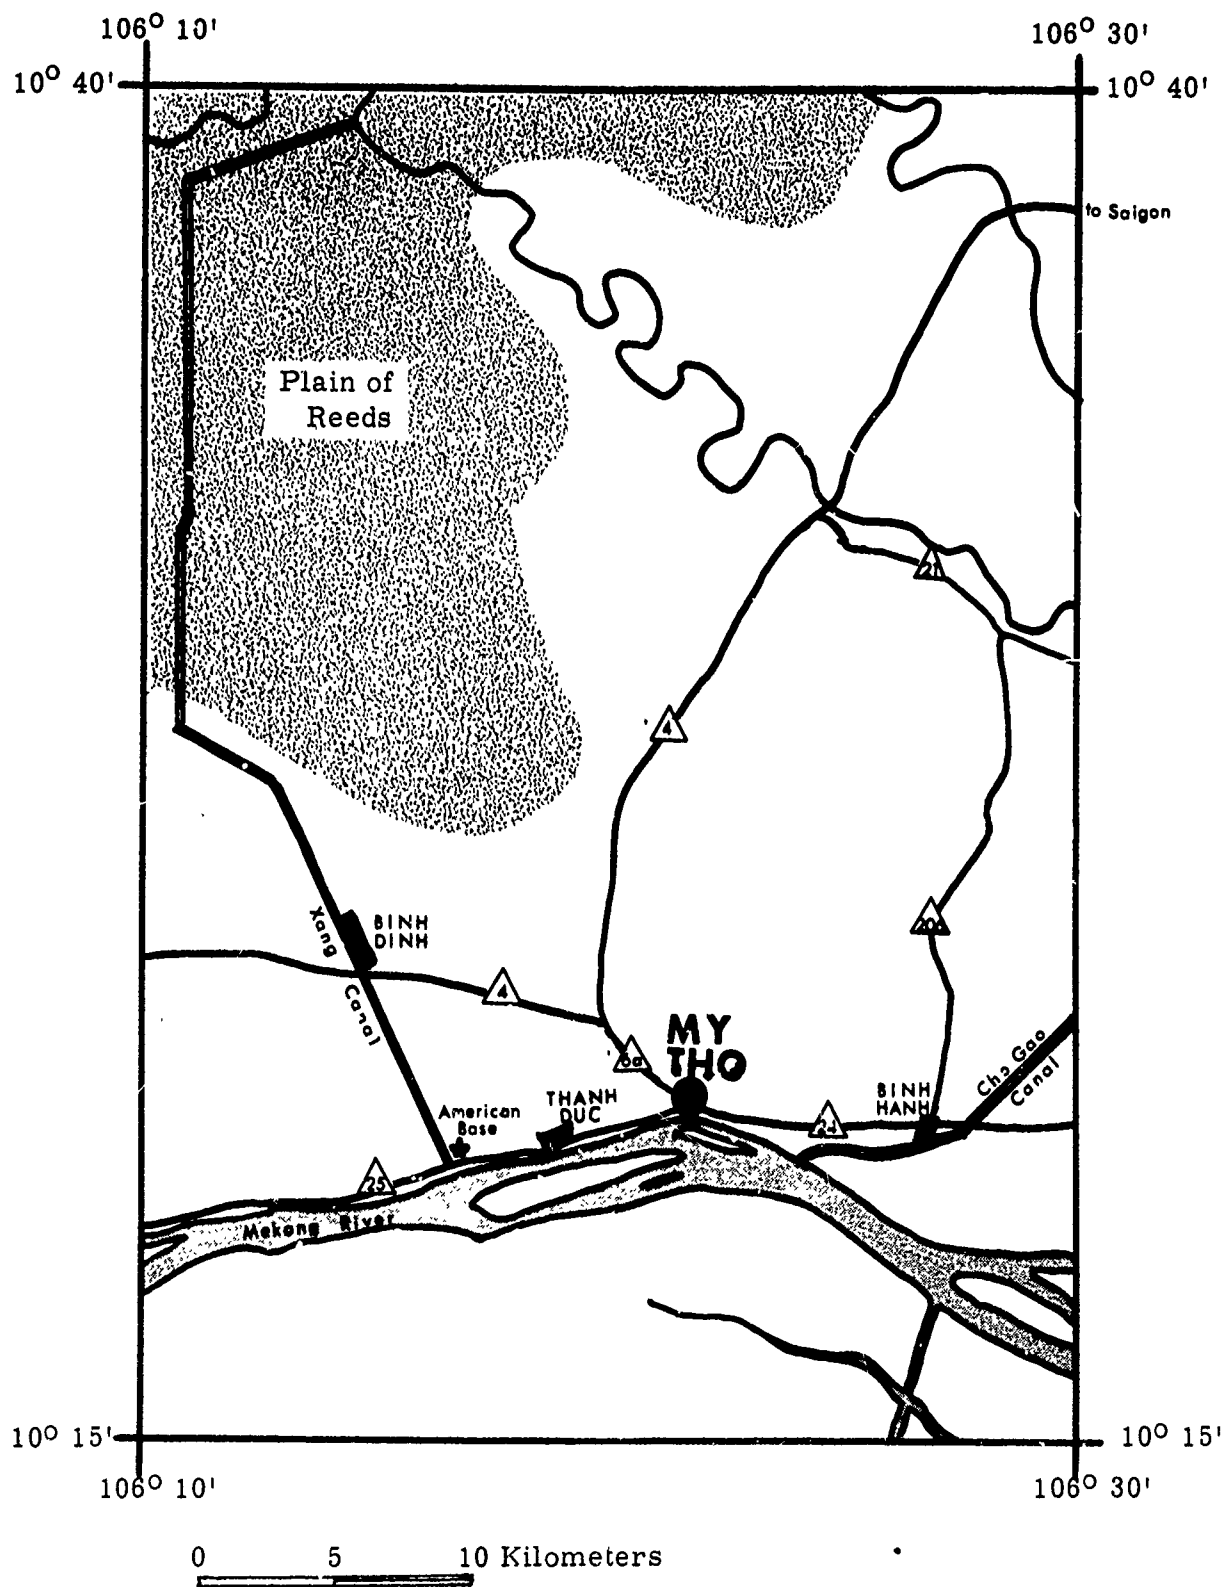 106° 10'
106° 30'
10° 40'
10° 40'
to Saigon
Plain of
Reeds
21
4
BINH
DINH
Xang
Canal
4
MY
THO
6a
Cho Gao
Canal
BINH
HANH
THANH
DUC
American
Base
24
25
Mekong River
10° 15'
10° 15'
106° 10'
106° 30'
0 5 10 Kilometers